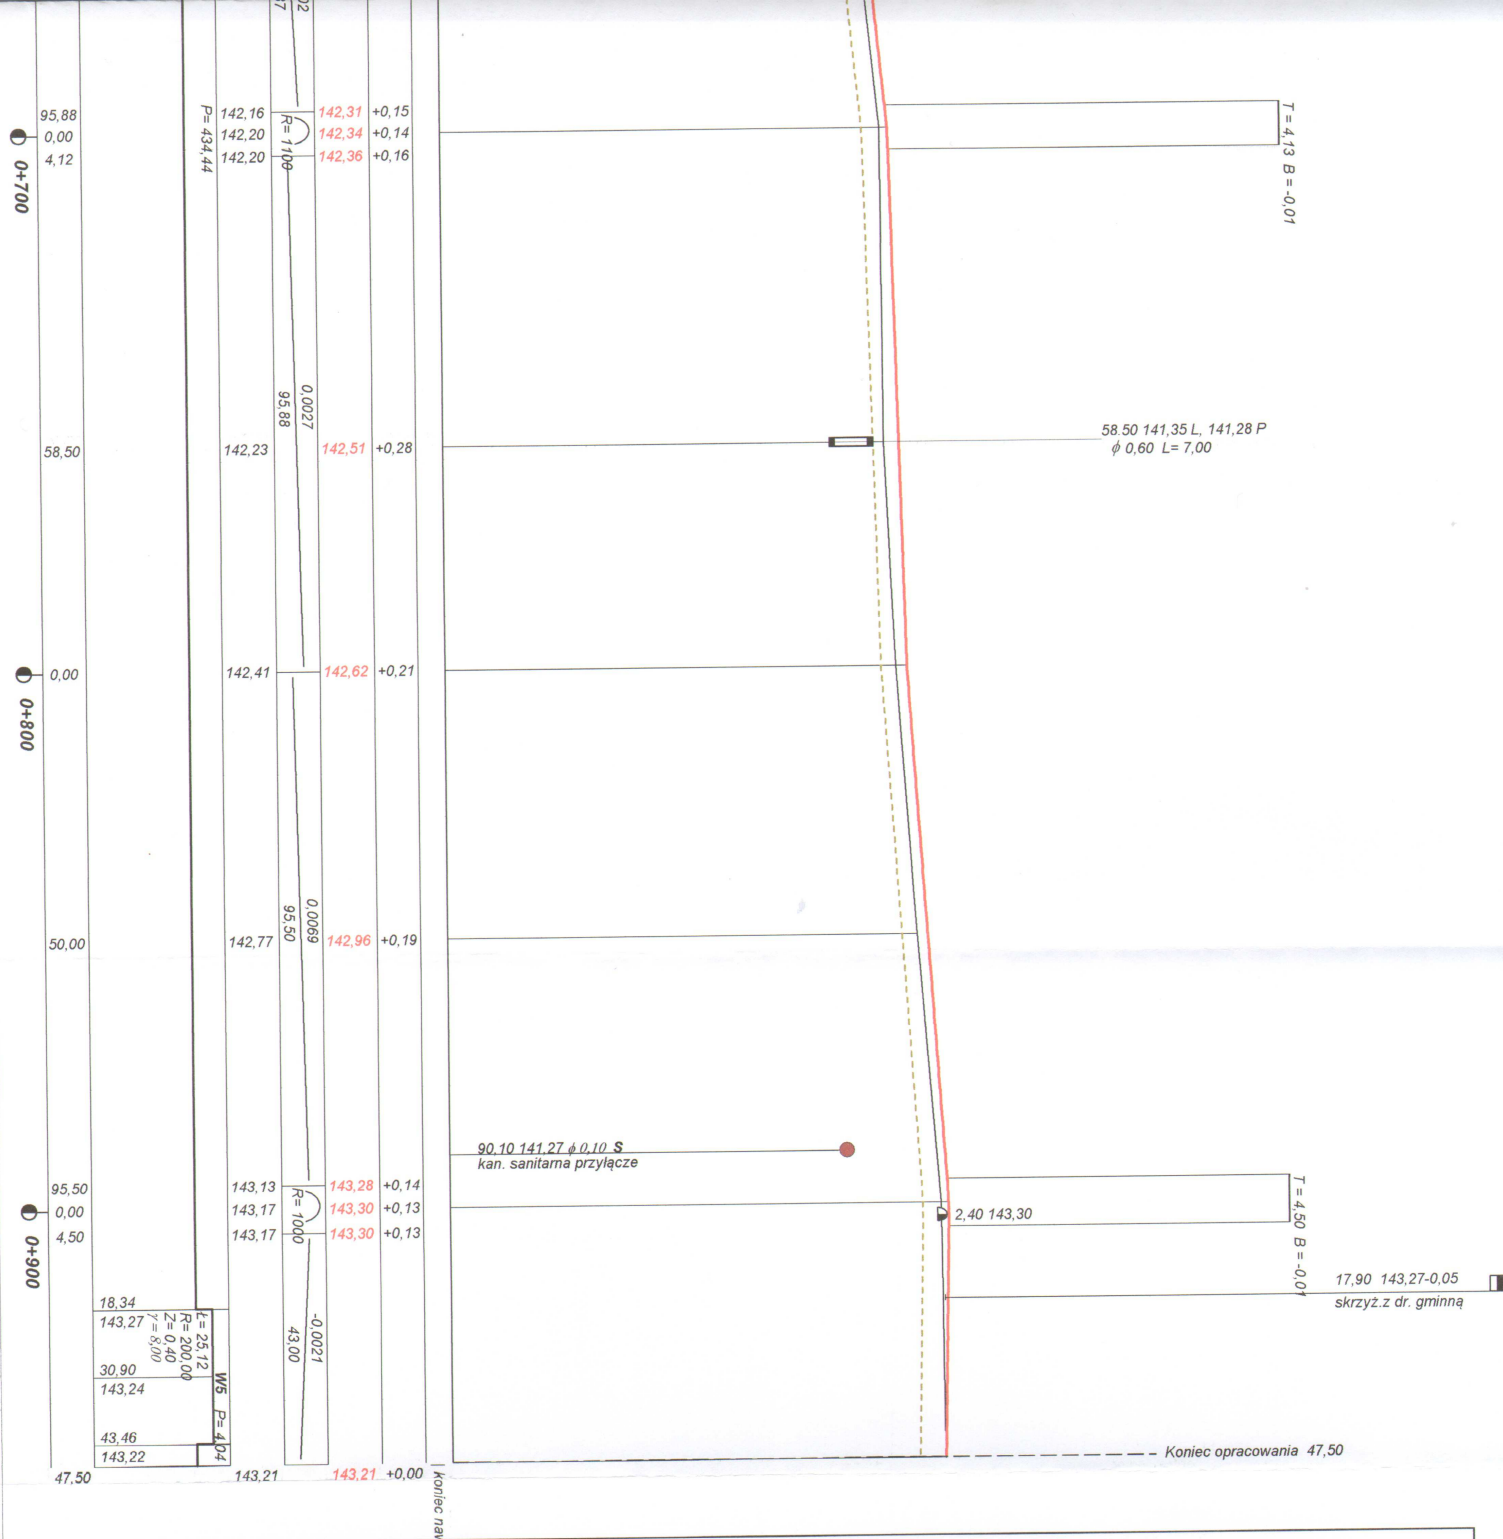 02
17
95,88
0,00
4,12
0+700
P= 434,44
142,16
142,20
142,20
R= 1100
142,31 +0,15
142,34 +0,14
142,36 +0,16
T = 4,13 B = -0,01
0,0027
95,88
58,50
142,23
142,51 +0,28
58.50 141,35 L, 141,28 P
ϕ 0,60 L= 7,00
0,00
0+800
142,41
142,62 +0,21
0,0069
95,50
50,00
142,77
142,96 +0,19
90,10 141,27 ϕ 0,10 S
kan. sanitarna przyłącze
95,50
0,00
4,50
0+900
143,13
143,17
143,17
R= 1000
143,28 +0,14
143,30 +0,13
143,30 +0,13
2,40 143,30
T = 4,50 B = -0,01
17,90 143,27-0,05
skrzyż.z dr. gminną
18,34
143,27
30,90
143,24
43,46
143,22
Ł= 25,12
R= 200,00
Z= 0,40
γ= 8,00
W5 P= 4,04
-0,0021
43,00
47,50
143,21
143,21 +0,00
Koniec opracowania 47,50
koniec